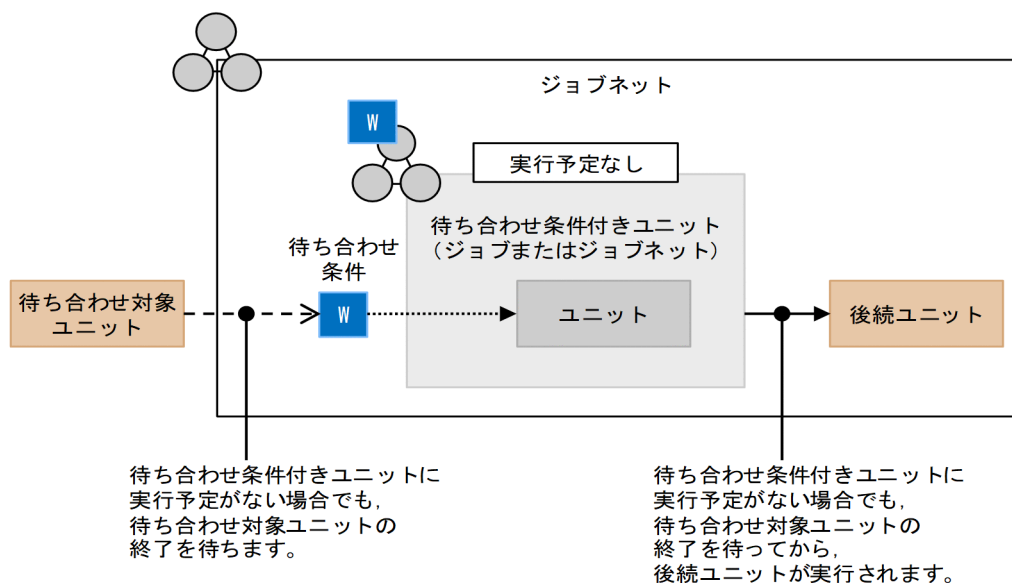 ジョブネット
W
実行予定なし
待ち合わせ条件付きユニット
（ジョブまたはジョブネット）
待ち合わせ
条件
待ち合わせ対象
ユニット
W
ユニット
後続ユニット
待ち合わせ条件付きユニットに
実行予定がない場合でも,
待ち合わせ対象ユニットの
終了を待ちます。
待ち合わせ条件付きユニットに
実行予定がない場合でも,
待ち合わせ対象ユニットの
終了を待ってから,
後続ユニットが実行されます。